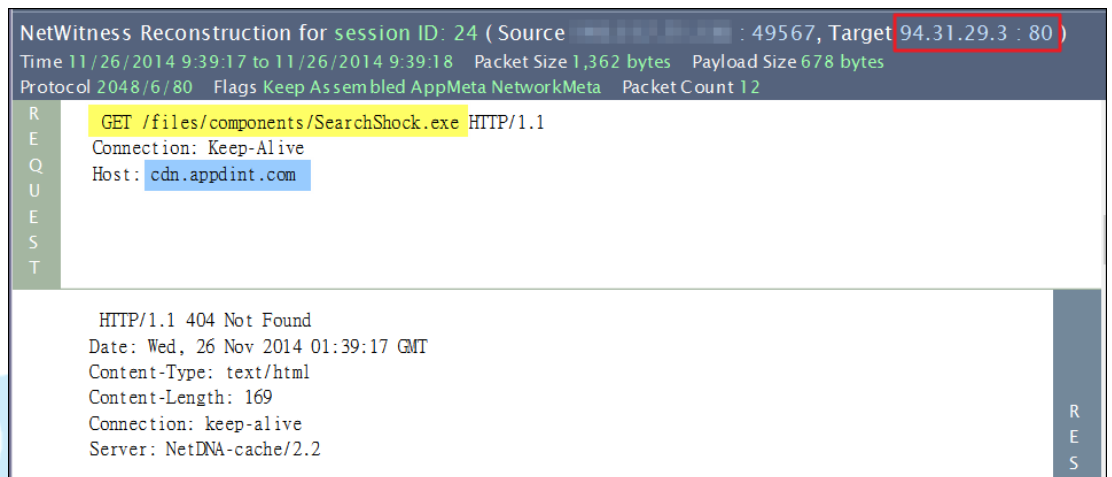 NetWitness Reconstruction for session ID: 24 ( Source : 49567, Target 94.31.29.3 : 80 )
Time 11/26/2014 9:39:17 to 11/26/2014 9:39:18 Packet Size 1,362 bytes Payload Size 678 bytes
Protocol 2048/6/80 Flags Keep Assembled AppMeta NetworkMeta Packet Count 12
R
E
Q
U
E
S
T
GET /files/components/SearchShock.exe HTTP/1.1
Connection: Keep-Alive
Host: cdn.appdint.com
HTTP/1.1 404 Not Found
Date: Wed, 26 Nov 2014 01:39:17 GMT
Content-Type: text/html
Content-Length: 169
Connection: keep-alive
Server: NetDNA-cache/2.2
R
E
S